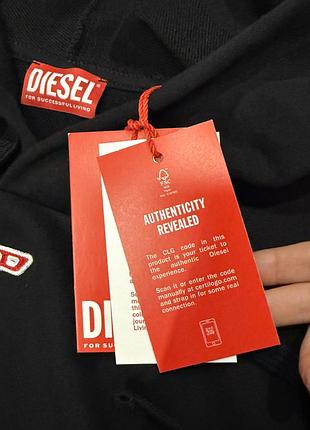 DIESEL
FOR SUCCESSFUL LIVING
FSC
AUTHENTICITY
REVEALED
The CLG code in this
product is your ticket to
the authentic Diesel
experience.
Scan it or enter the code
manually at certilogo.com
and strap in for some real
connection.
DIE
FOR SUCCESSFUL